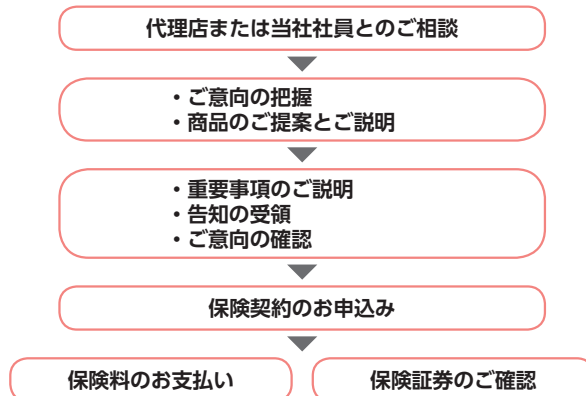 代理店または当社社員とのご相談
・ご意向の把握
・商品のご提案とご説明
・重要事項のご説明
・告知の受領
・ご意向の確認
保険契約のお申込み
保険料のお支払い
保険証券のご確認